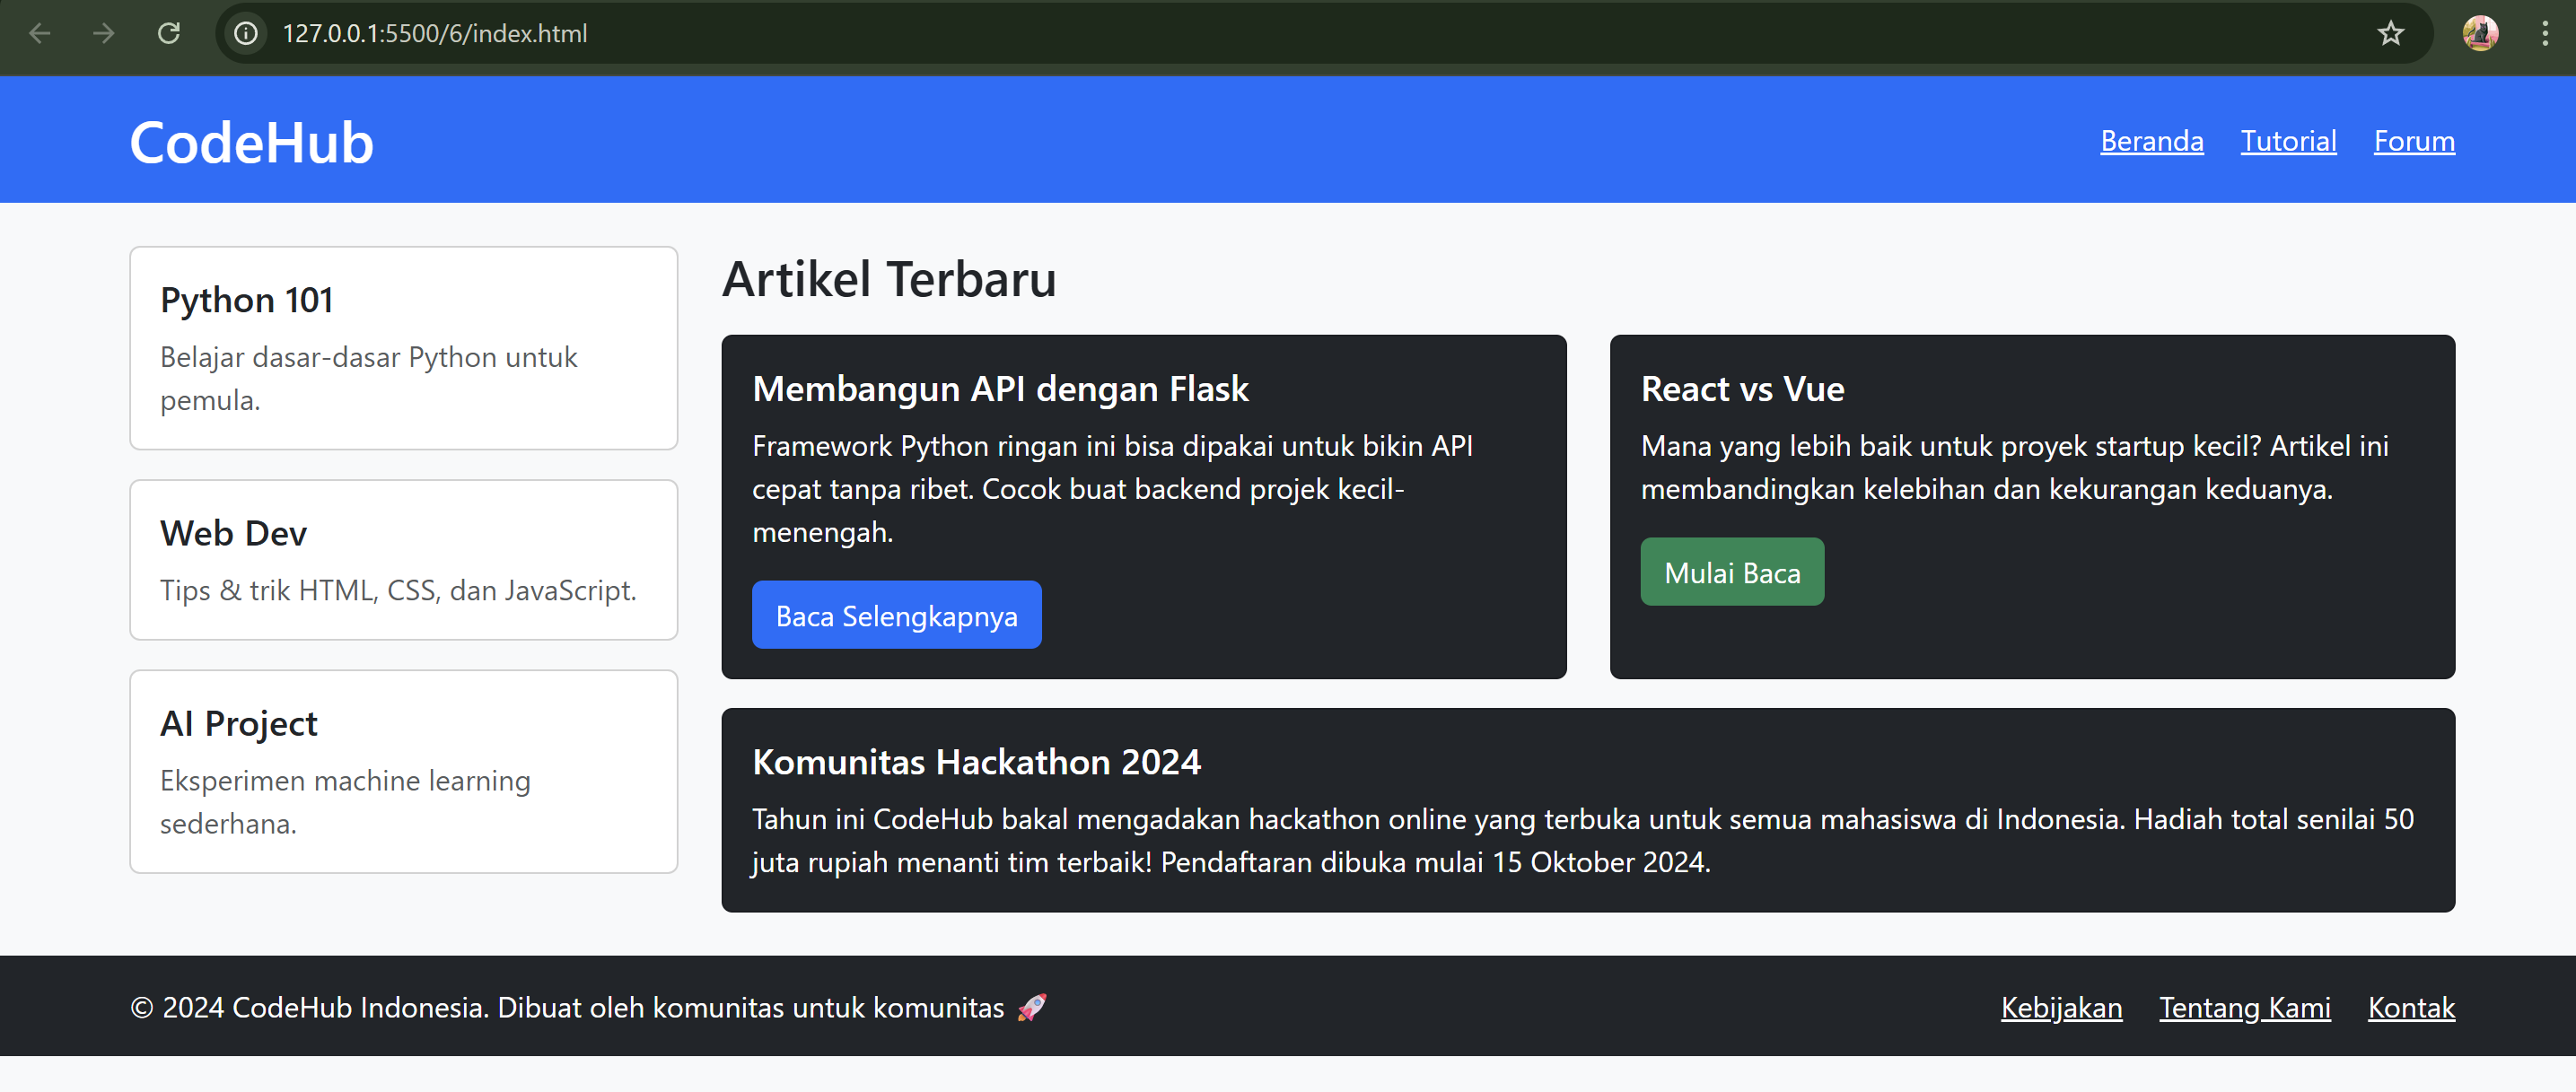 127.0.0.1:5500/6/index.html
CodeHub
Beranda Tutorial Forum
Python 101
Belajar dasar-dasar Python untuk
pemula.
Web Dev
Tips & trik HTML, CSS, dan JavaScript.
AI Project
Eksperimen machine learning
sederhana.
Artikel Terbaru
Membangun API dengan Flask
Framework Python ringan ini bisa dipakai untuk bikin API
cepat tanpa ribet. Cocok buat backend projek kecil-
menengah.
Baca Selengkapnya
React vs Vue
Mana yang lebih baik untuk proyek startup kecil? Artikel ini
membandingkan kelebihan dan kekurangan keduanya.
Mulai Baca
Komunitas Hackathon 2024
Tahun ini CodeHub bakal mengadakan hackathon online yang terbuka untuk semua mahasiswa di Indonesia. Hadiah total senilai 50
juta rupiah menanti tim terbaik! Pendaftaran dibuka mulai 15 Oktober 2024.
© 2024 CodeHub Indonesia. Dibuat oleh komunitas untuk komunitas 🚀
Kebijakan Tentang Kami Kontak